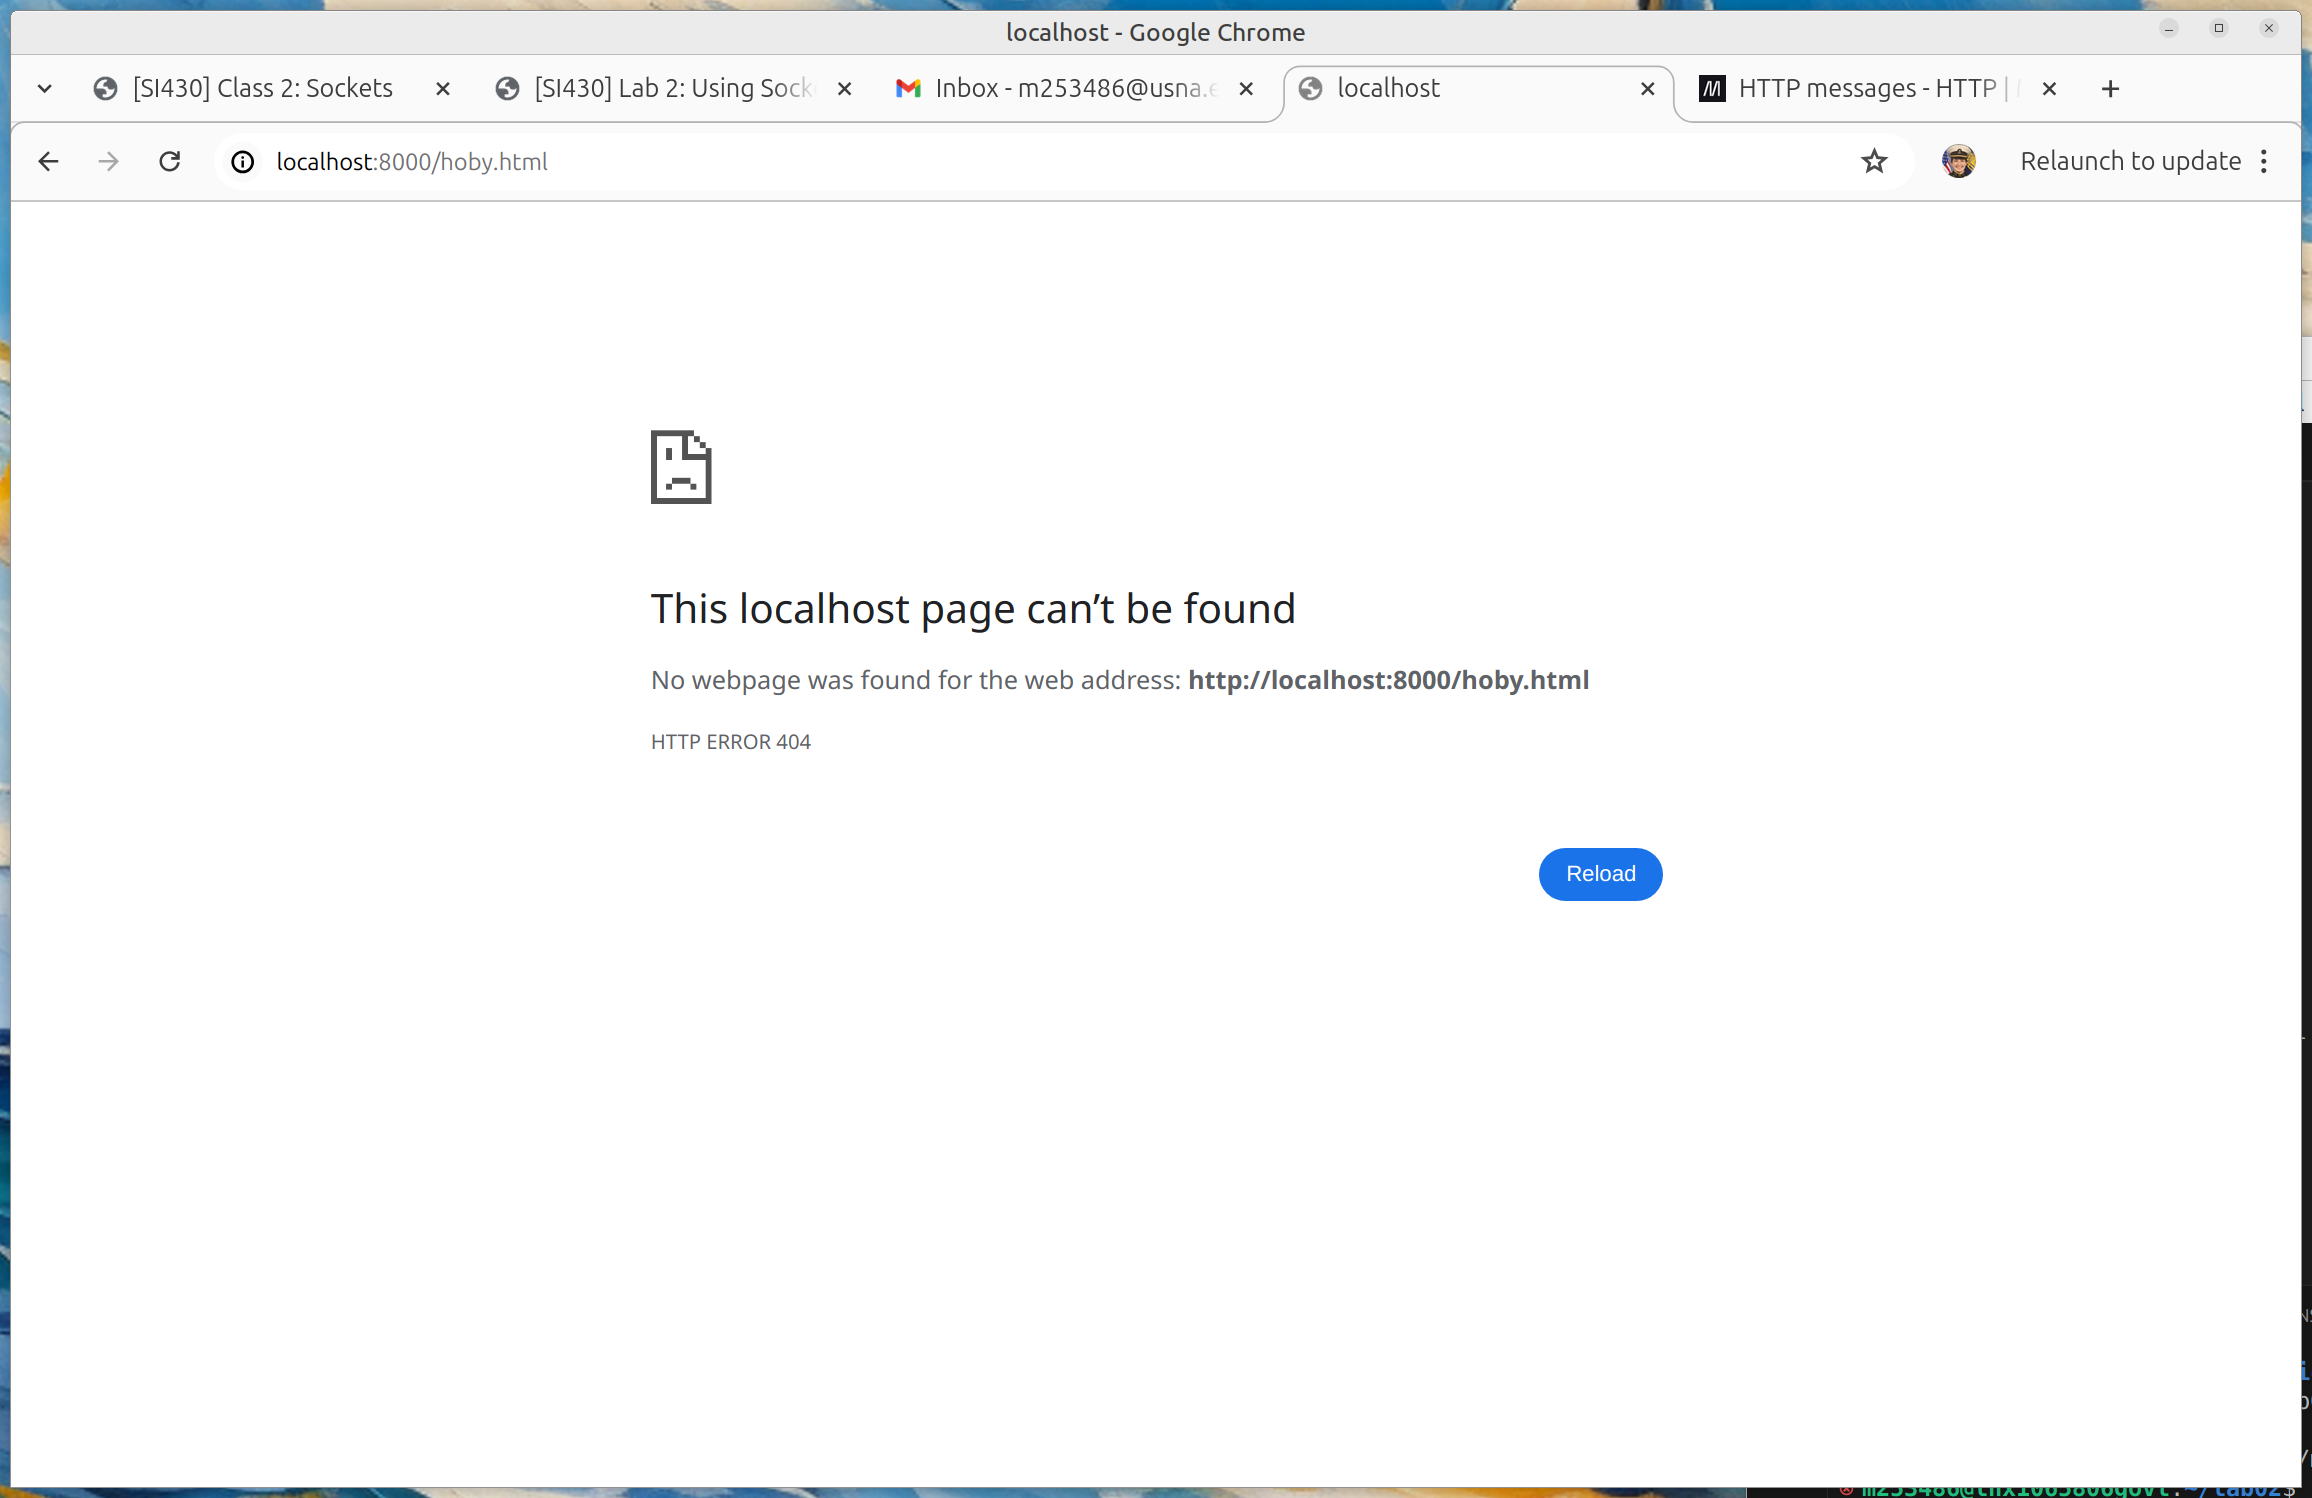 localhost - Google Chrome
[SI430] Class 2: Sockets
[SI430] Lab 2: Using Sock
Inbox - m253486@usna.e
localhost
HTTP messages - HTTP |
localhost:8000/hoby.html
Relaunch to update
This localhost page can’t be found
No webpage was found for the web address: http://localhost:8000/hoby.html
HTTP ERROR 404
Reload